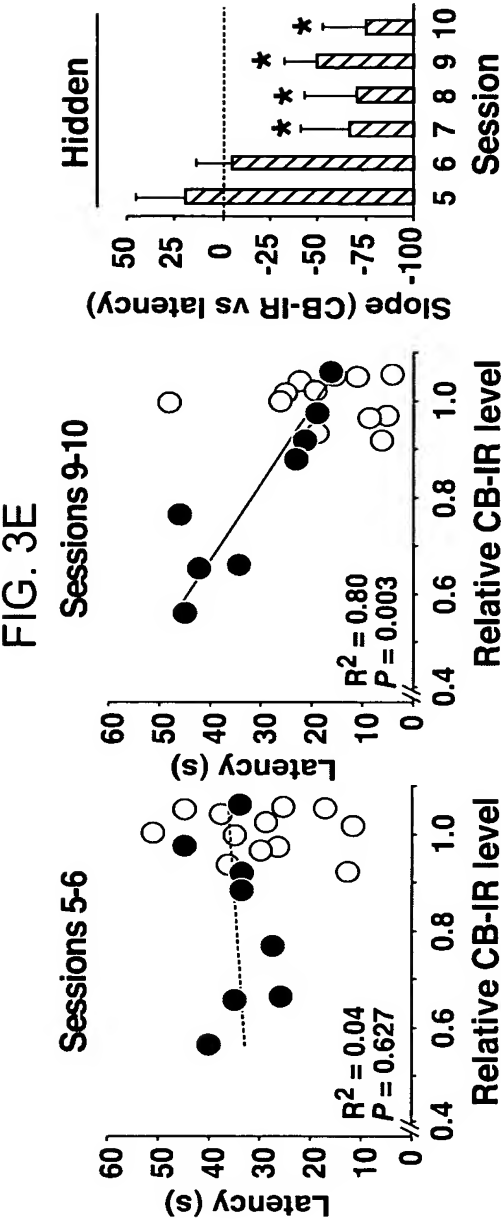 FIG. 3E
Sessions 5-6
Latency (s)
60
50
40
30
20
10
0
R² = 0.04
P = 0.627
0.4
0.6
0.8
1.0
Relative CB-IR level
Sessions 9-10
Latency (s)
60
50
40
30
20
10
0
R² = 0.80
P = 0.003
0.4
0.6
0.8
1.0
Relative CB-IR level
Hidden
Slope (CB-IR vs latency)
50
25
0
-25
-50
-75
-100
* * * *
5 6 7 8 9 10
Session